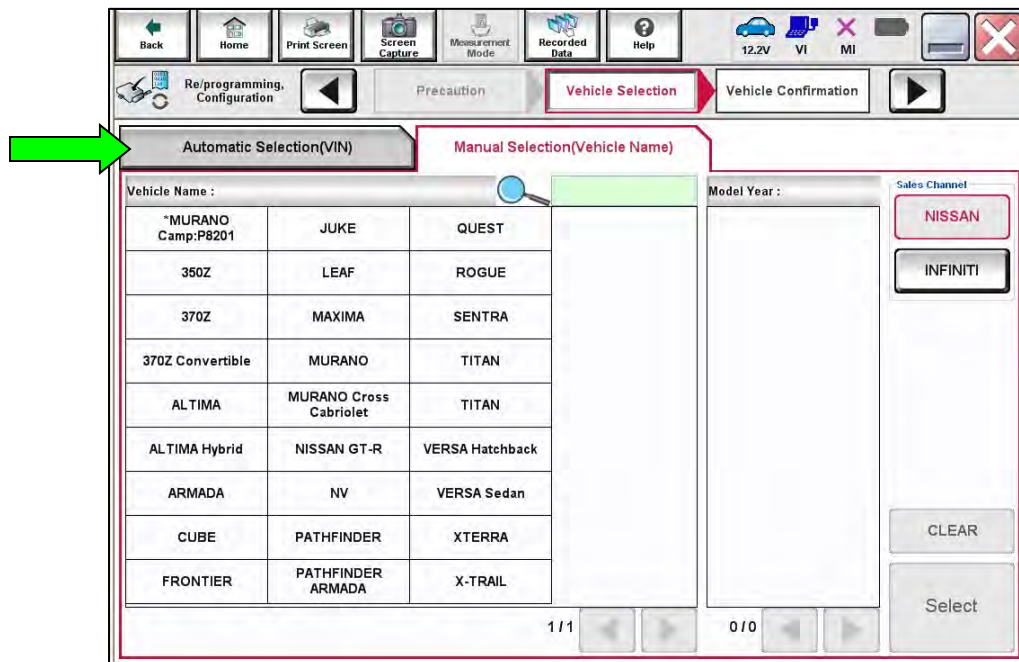 Back
Home
Print Screen
Screen
Capture
Measurement
Mode
Recorded
Data
Help
12.2V
VI
MI
Re/programming,
Configuration
Precaution
Vehicle Selection
Vehicle Confirmation
Automatic Selection(VIN)
Manual Selection(Vehicle Name)
Vehicle Name :
Model Year :
Sales Channel
*MURANO
Camp:P8201
JUKE
QUEST
NISSAN
350Z
LEAF
ROGUE
INFINITI
370Z
MAXIMA
SENTRA
370Z Convertible
MURANO
TITAN
ALTIMA
MURANO Cross
Cabriolet
TITAN
ALTIMA Hybrid
NISSAN GT-R
VERSA Hatchback
ARMADA
NV
VERSA Sedan
CUBE
PATHFINDER
XTERRA
CLEAR
FRONTIER
PATHFINDER
ARMADA
X-TRAIL
Select
1/1
0/0